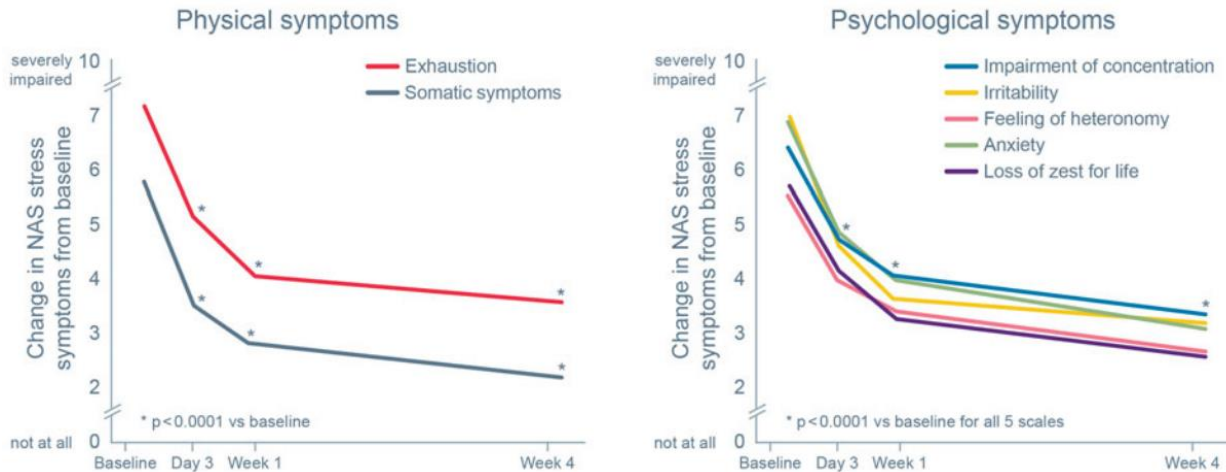 Physical symptoms
severely impaired
10
7
6
5
4
3
2
not at all
0
Change in NAS stress
symptoms from baseline
Exhaustion
Somatic symptoms
*
*
*
*
*
*
* p<0.0001 vs baseline
Baseline Day 3 Week 1 Week 4
Psychological symptoms
severely impaired
10
7
6
5
4
3
2
not at all
0
Change in NAS stress
symptoms from baseline
Impairment of concentration
Irritability
Feeling of heteronomy
Anxiety
Loss of zest for life
*
*
*
* p<0.0001 vs baseline for all 5 scales
Baseline Day 3 Week 1 Week 4